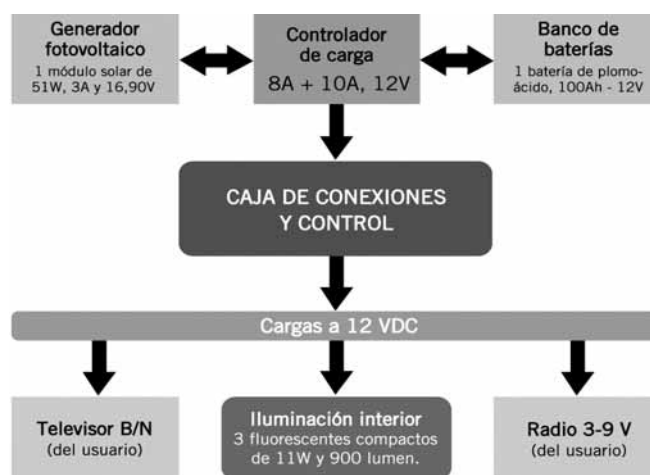 Generador
fotovoltaico
1 módulo solar de
51W, 3A y 16,90V
Controlador
de carga
8A + 10A, 12V
Banco de
baterías
1 batería de plomo-
ácido, 100Ah - 12V
CAJA DE CONEXIONES
Y CONTROL
Cargas a 12 VDC
Televisor B/N
(del usuario)
Iluminación interior
3 fluorescentes compactos
de 11W y 900 lumen.
Radio 3-9 V
(del usuario)